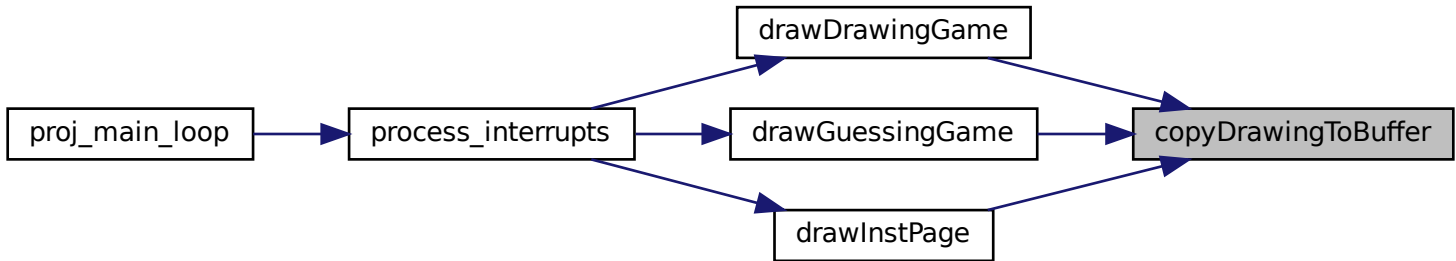 drawDrawingGame
proj_main_loop
process_interrupts
drawGuessingGame
copyDrawingToBuffer
drawInstPage